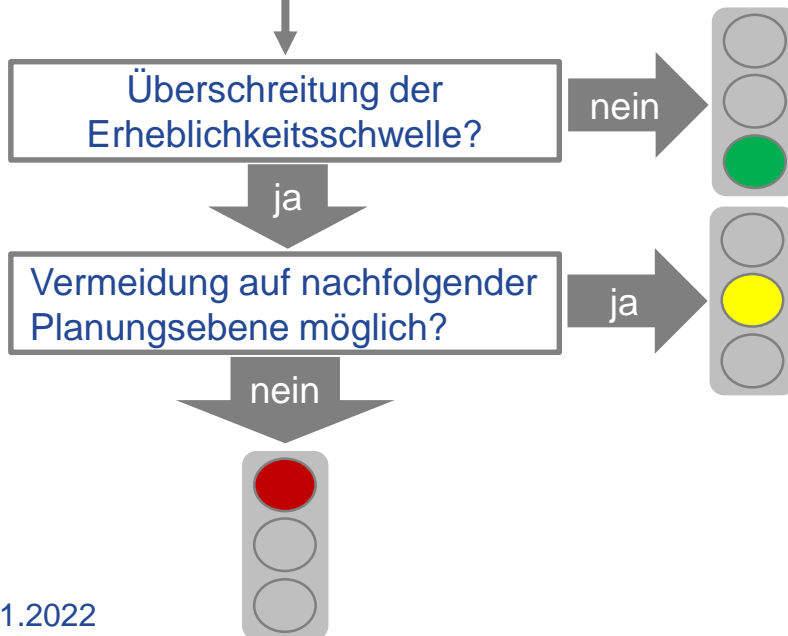 Überschreitung der
Erheblichkeitsschwelle?
nein
ja
Vermeidung auf nachfolgender
Planungsebene möglich?
ja
nein
1.2022